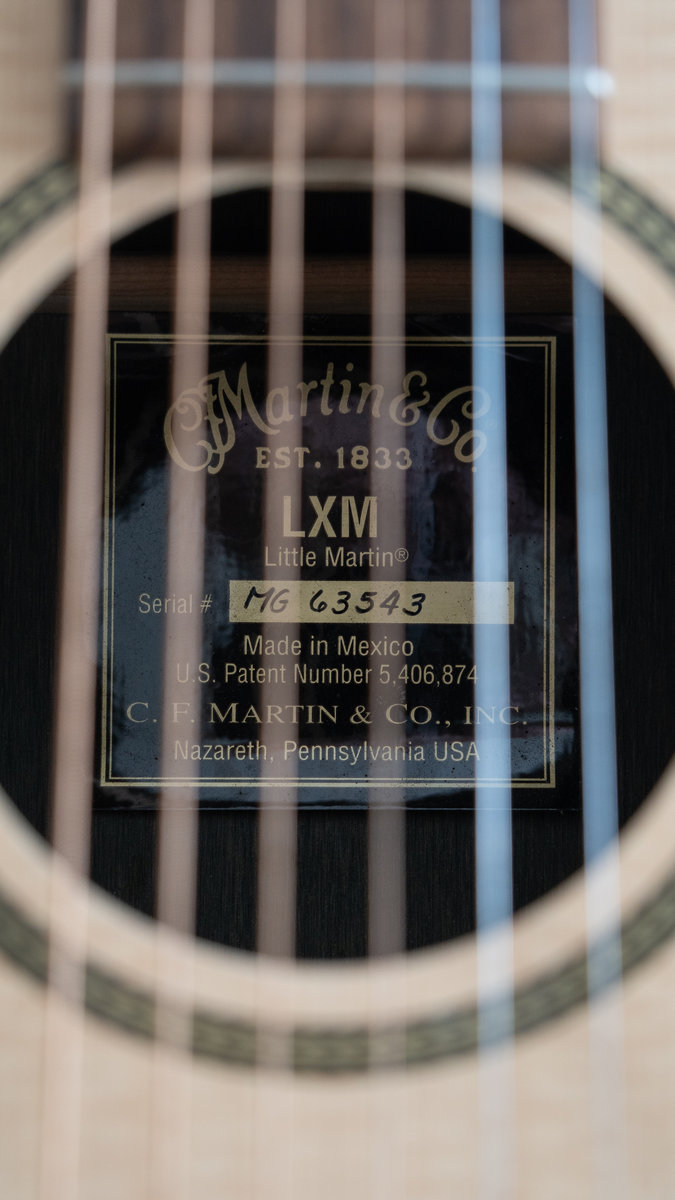 C.F. Martin & Co.
EST. 1833
LXM
Little Martin®
Serial # MG 63543
Made in Mexico
U.S. Patent Number 5,406,874
C. F. MARTIN & CO., INC.
Nazareth, Pennsylvania USA